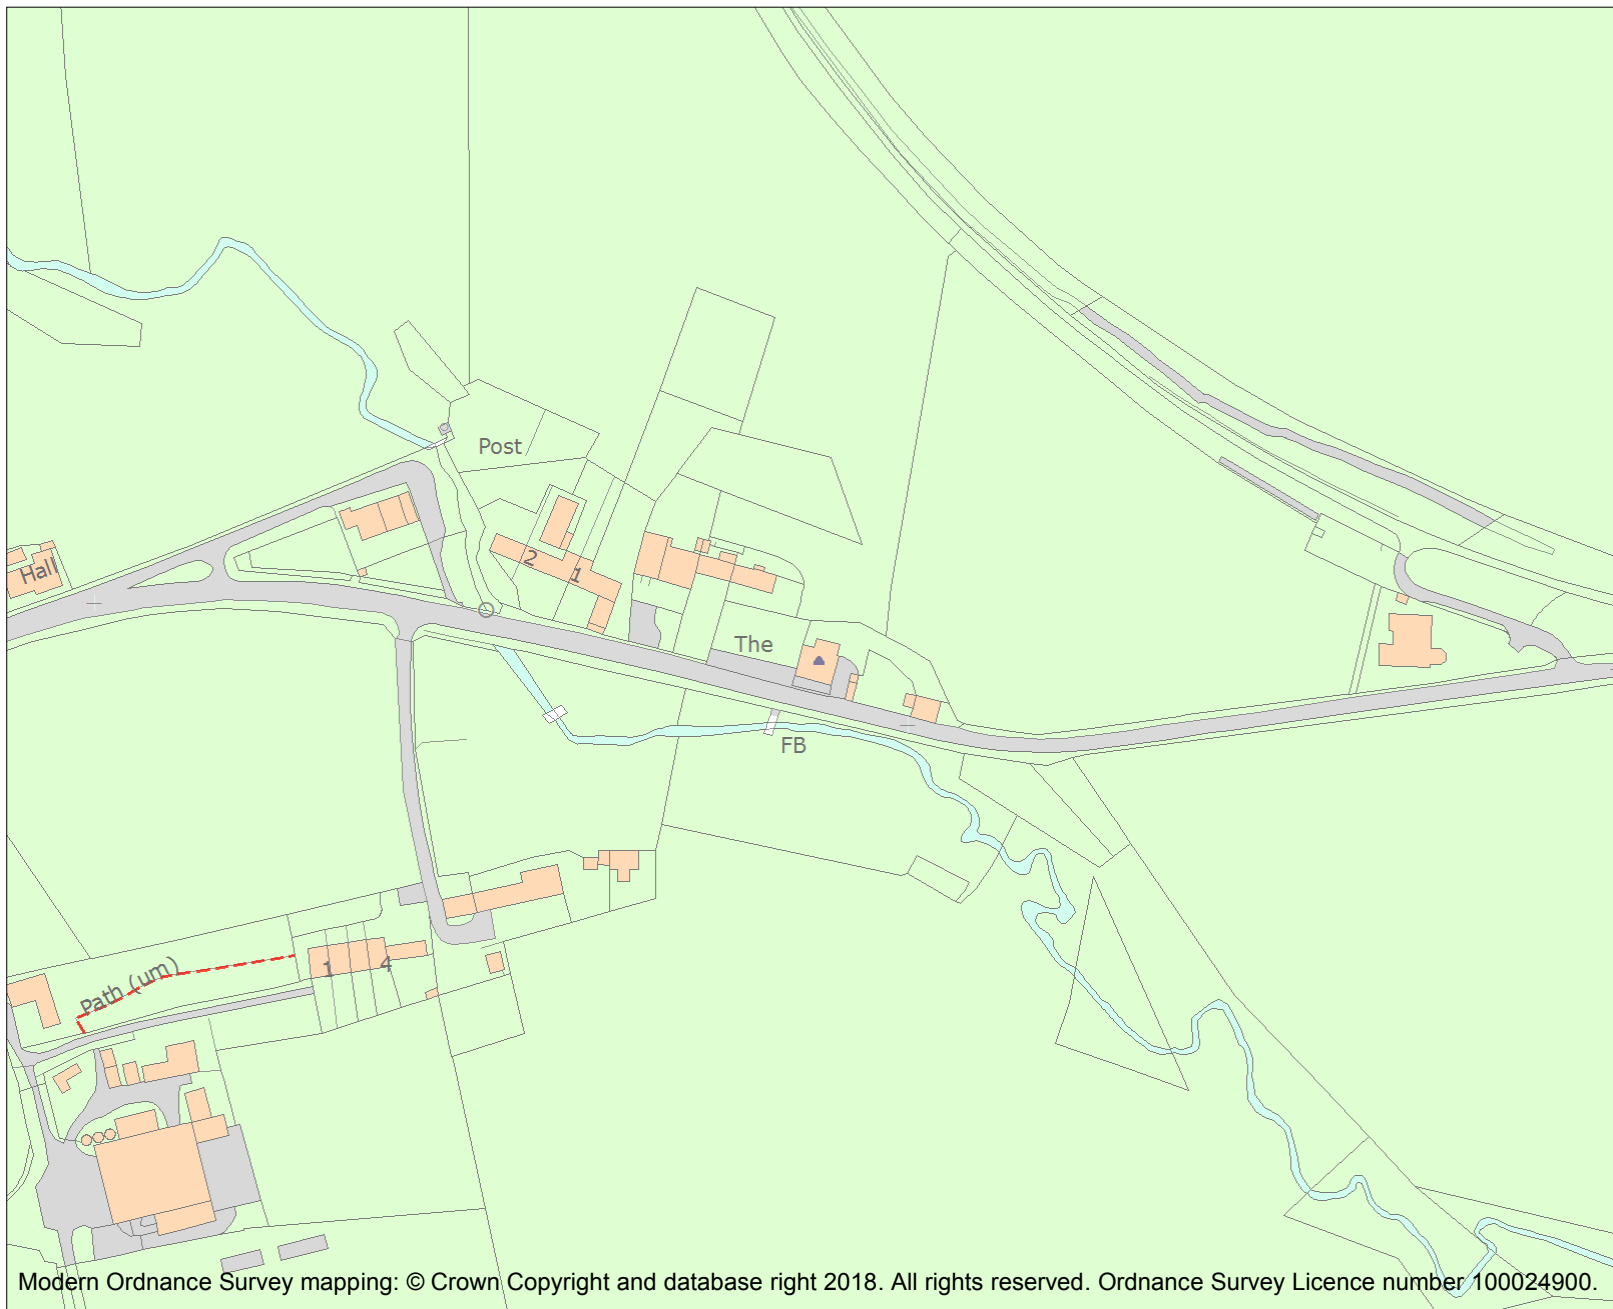 Post
Hall
2
1
The
FB
1
4
Path (um)
Modern Ordnance Survey mapping: © Crown Copyright and database right 2018. All rights reserved. Ordnance Survey Licence number 100024900.